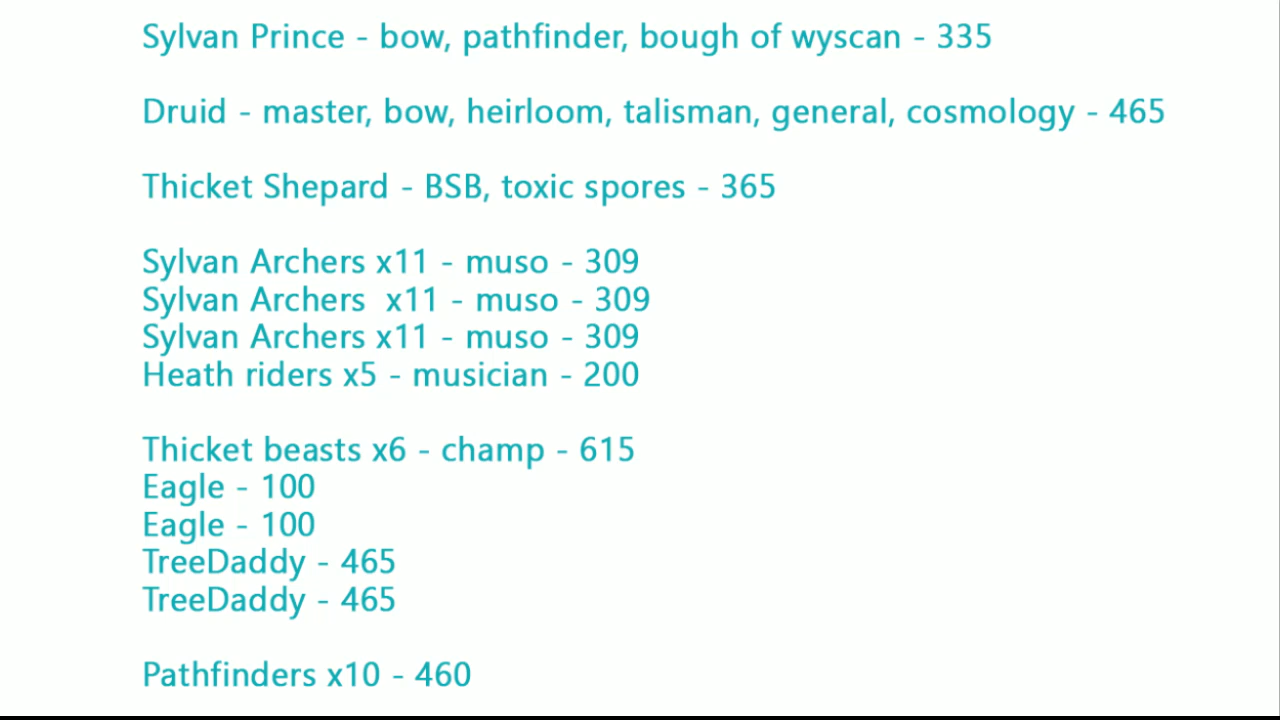 Sylvan Prince - bow, pathfinder, bough of wyscan - 335
Druid - master, bow, heirloom, talisman, general, cosmology - 465
Thicket Shepard - BSB, toxic spores - 365
Sylvan Archers x11 - muso - 309
Sylvan Archers  x11 - muso - 309
Sylvan Archers x11 - muso - 309
Heath riders x5 - musician - 200
Thicket beasts x6 - champ - 615
Eagle - 100
Eagle - 100
TreeDaddy - 465
TreeDaddy - 465
Pathfinders x10 - 460